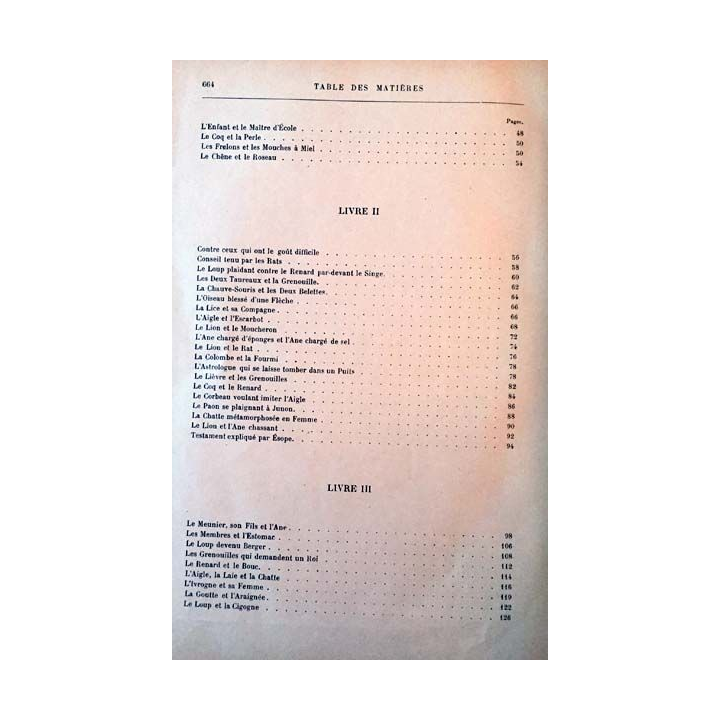 664 TABLE DES MATIÈRES
Pages.
L'Enfant et le Maître d'École . . . 48
Le Coq et la Perle . . . 50
Les Frelons et les Mouches à Miel . . . 50
Le Chêne et le Roseau . . . 54
LIVRE II
Contre ceux qui ont le goût difficile . . . 56
Conseil tenu par les Rats . . . 58
Le Loup plaidant contre le Renard par-devant le Singe. . . . 60
Les Deux Taureaux et la Grenouille. . . . 62
La Chauve-Souris et les Deux Belettes. . . . 64
L'Oiseau blessé d'une Flèche . . . 66
La Lice et sa Compagne . . . 66
L'Aigle et l'Escarbot . . . 68
Le Lion et le Moucheron . . . 72
L'Ane chargé d'éponges et l'Ane chargé de sel . . . 74
Le Lion et le Rat . . . 76
La Colombe et la Fourmi . . . 78
L'Astrologue qui se laisse tomber dans un Puits . . . 78
Le Lièvre et les Grenouilles . . . 82
Le Coq et le Renard . . . 84
Le Corbeau voulant imiter l'Aigle . . . 86
Le Paon se plaignant à Junon. . . . 88
La Chatte métamorphosée en Femme . . . 90
Le Lion et l'Ane chassant . . . 92
Testament expliqué par Ésope. . . . 94
LIVRE III
Le Meunier, son Fils et l'Ane . . . 98
Les Membres et l'Estomac . . . 106
Le Loup devenu Berger . . . 108
Les Grenouilles qui demandent un Roi . . . 112
Le Renard et le Bouc. . . . 114
L'Aigle, la Laie et la Chatte . . . 116
L'Ivrogne et sa Femme . . . 119
La Goutte et l'Araignée. . . . 122
Le Loup et la Cigogne . . . 126